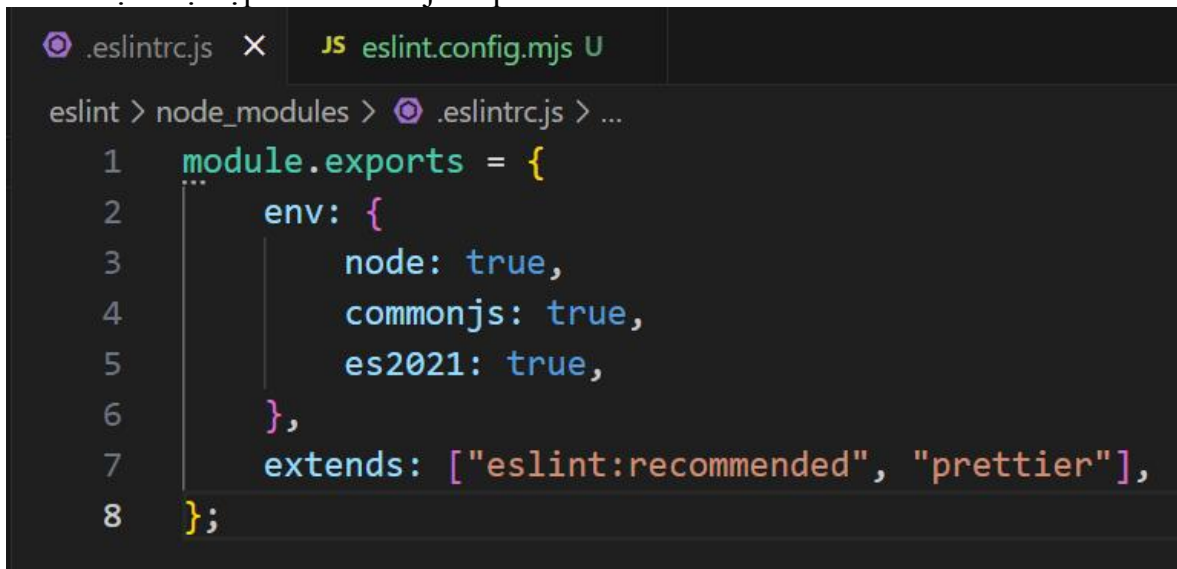 .eslintrc.js × JS eslint.config.mjs U
eslint > node_modules > .eslintrc.js > ...
1 module.exports = {
2 env: {
3 node: true,
4 commonjs: true,
5 es2021: true,
6 },
7 extends: ["eslint:recommended", "prettier"],
8 };